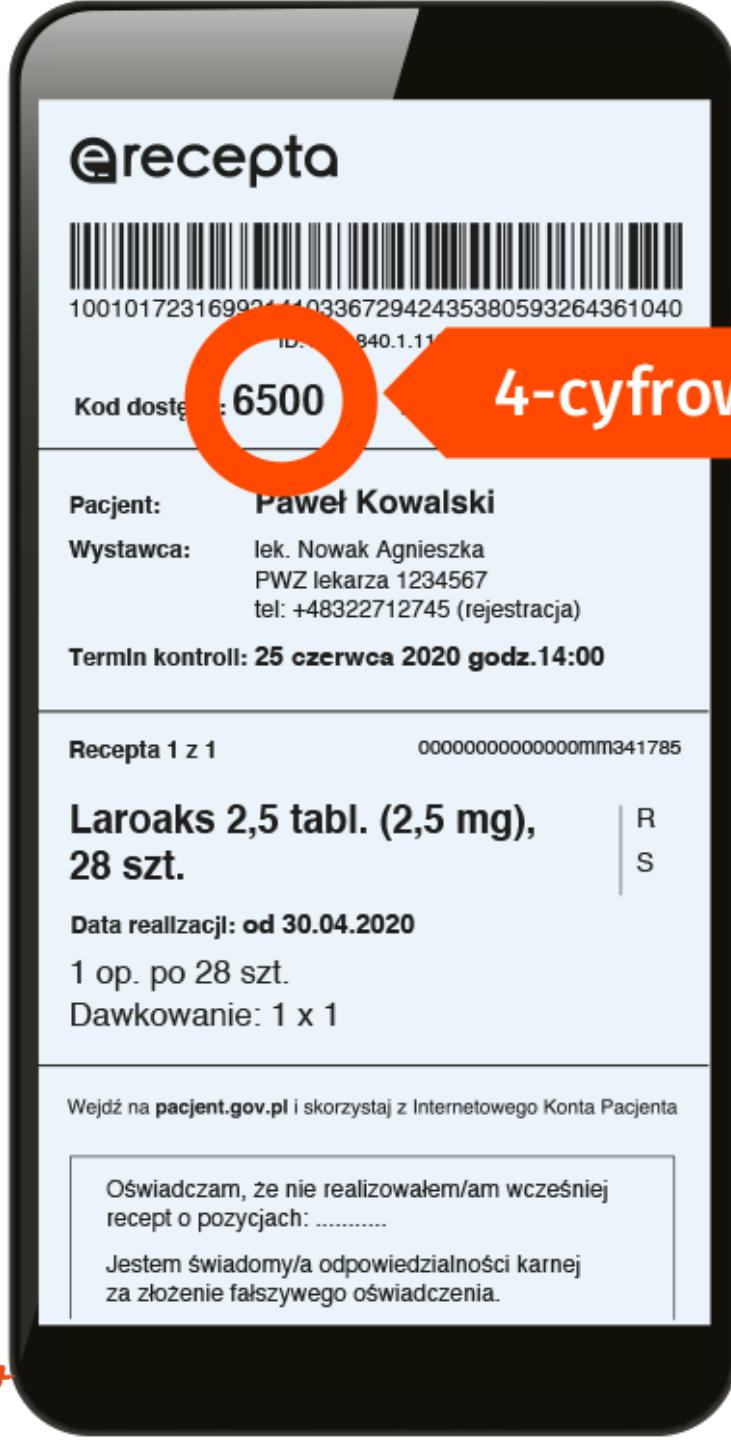 erecepta
4-cyfrow
Kod 6500
Pacjent: Paweł Kowalski
Wystawca: lek. Nowak Agnieszka
PWZ lekarza 1234567
tel: +48322712745 (rejestracja)
Termin kontroli: 25 czerwca 2020 godz.14:00
Recepta 1 z 1 00000000000000mm341785
Laroaks 2,5 tabl. (2,5 mg), R
28 szt. S
Data realizacji: od 30.04.2020
1 op. po 28 szt.
Dawkowanie: 1 x 1
Wejdź na pacjent.gov.pl i skorzystaj z Internetowego Konta Pacjenta
Oświadczam, że nie realizowałem/am wcześniej
recept o pozycjach: ...........
Jestem świadomy/a odpowiedzialności karnej
za złożenie fałszywego oświadczenia.